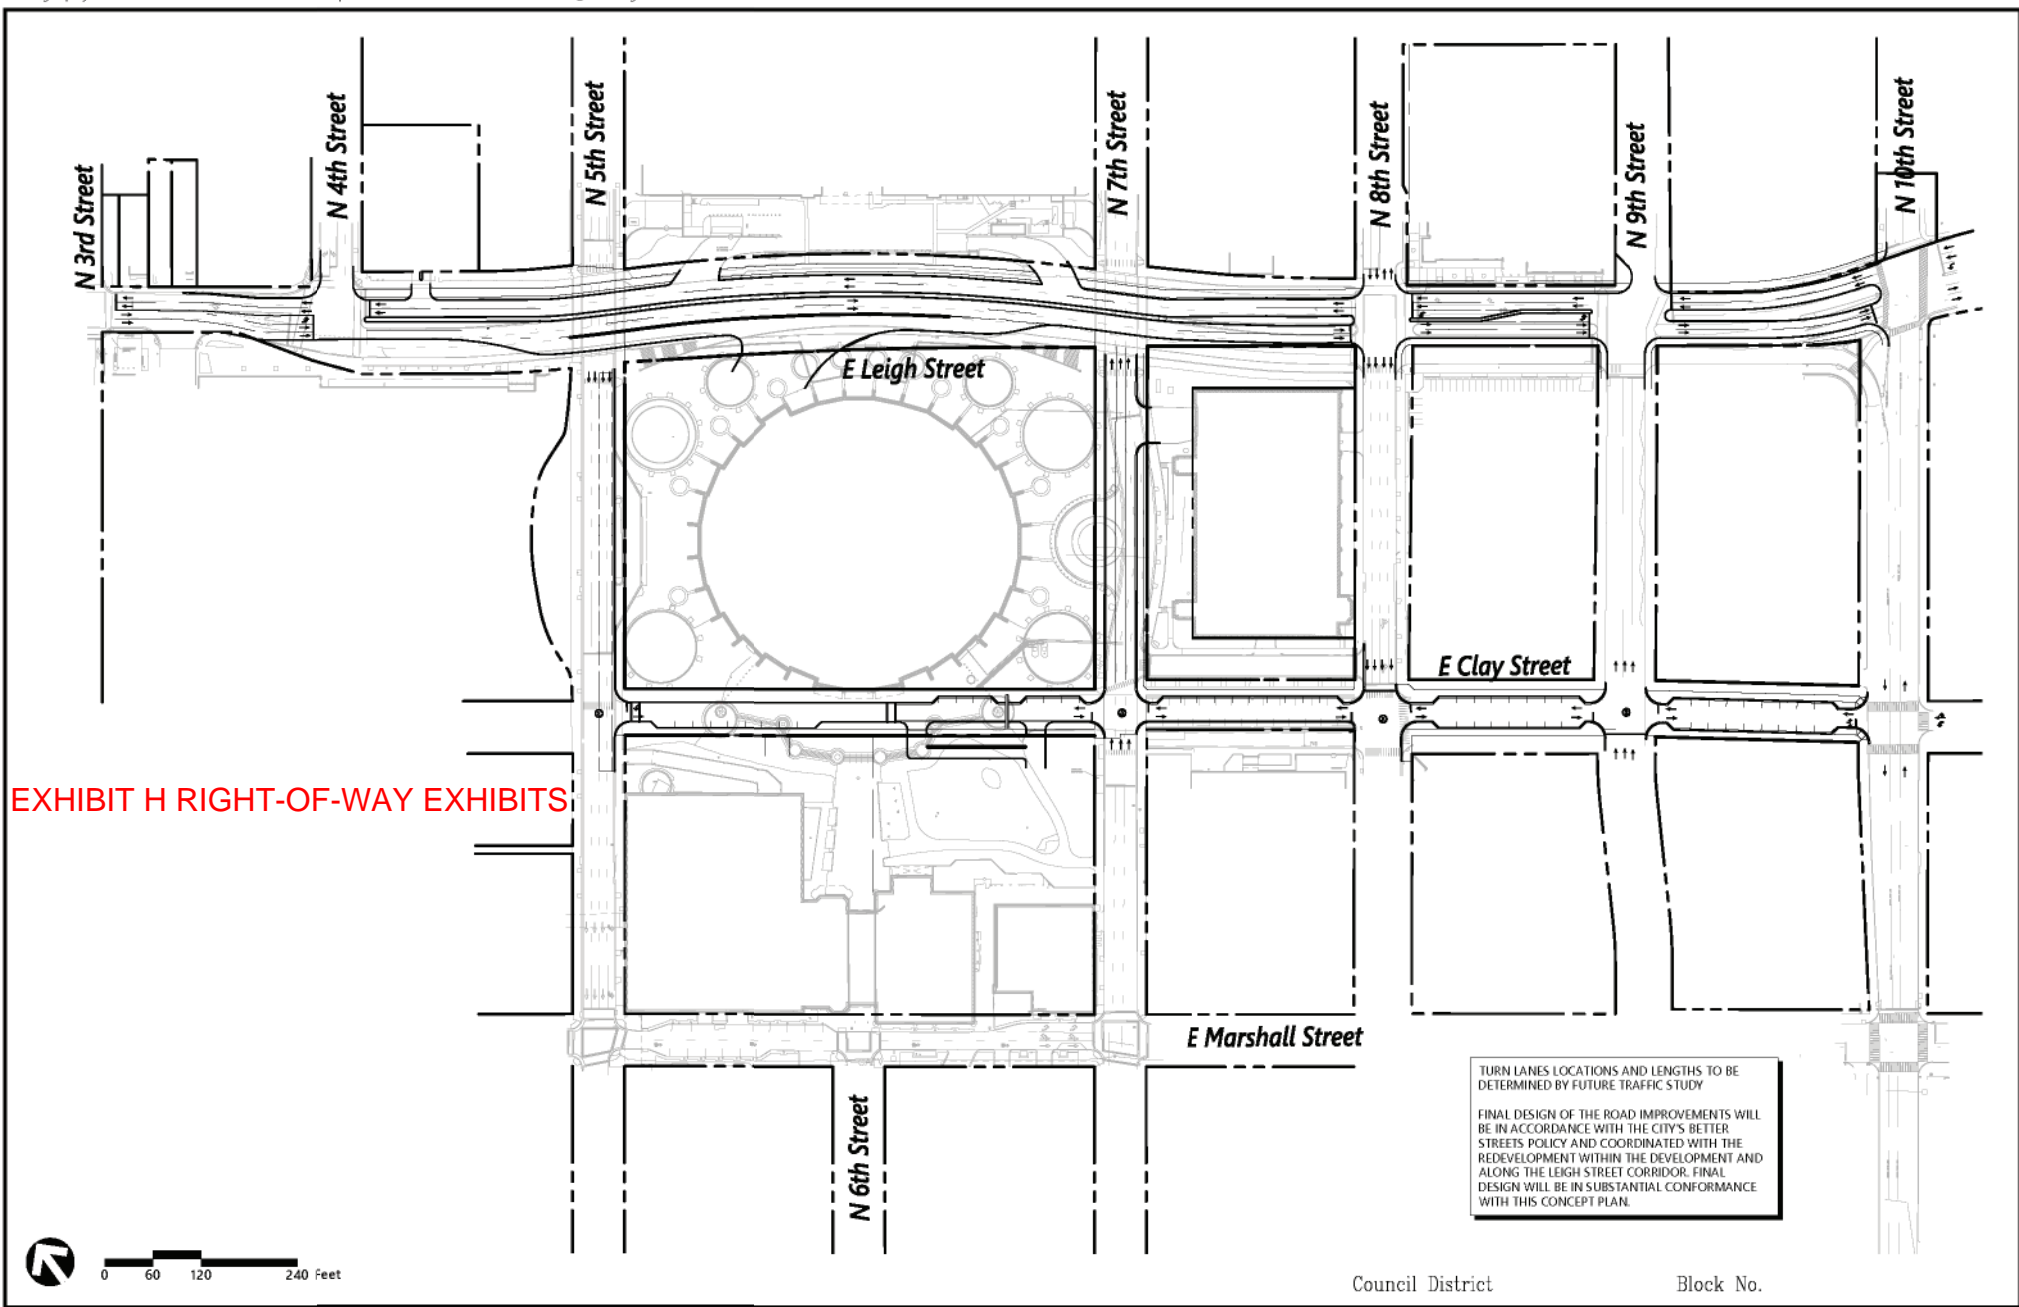 N 3rd Street
N 4th Street
N 5th Street
N 7th Street
N 8th Street
N 9th Street
N 10th Street
E Leigh Street
E Clay Street
EXHIBIT H RIGHT-OF-WAY EXHIBITS
E Marshall Street
N 6th Street
TURN LANES LOCATIONS AND LENGTHS TO BE
DETERMINED BY FUTURE TRAFFIC STUDY
FINAL DESIGN OF THE ROAD IMPROVEMENTS WILL
BE IN ACCORDANCE WITH THE CITY'S BETTER
STREETS POLICY AND COORDINATED WITH THE
REDEVELOPMENT WITHIN THE DEVELOPMENT AND
ALONG THE LEIGH STREET CORRIDOR. FINAL
DESIGN WILL BE IN SUBSTANTIAL CONFORMANCE
WITH THIS CONCEPT PLAN.
0 60 120 240 Feet
Council District Block No.